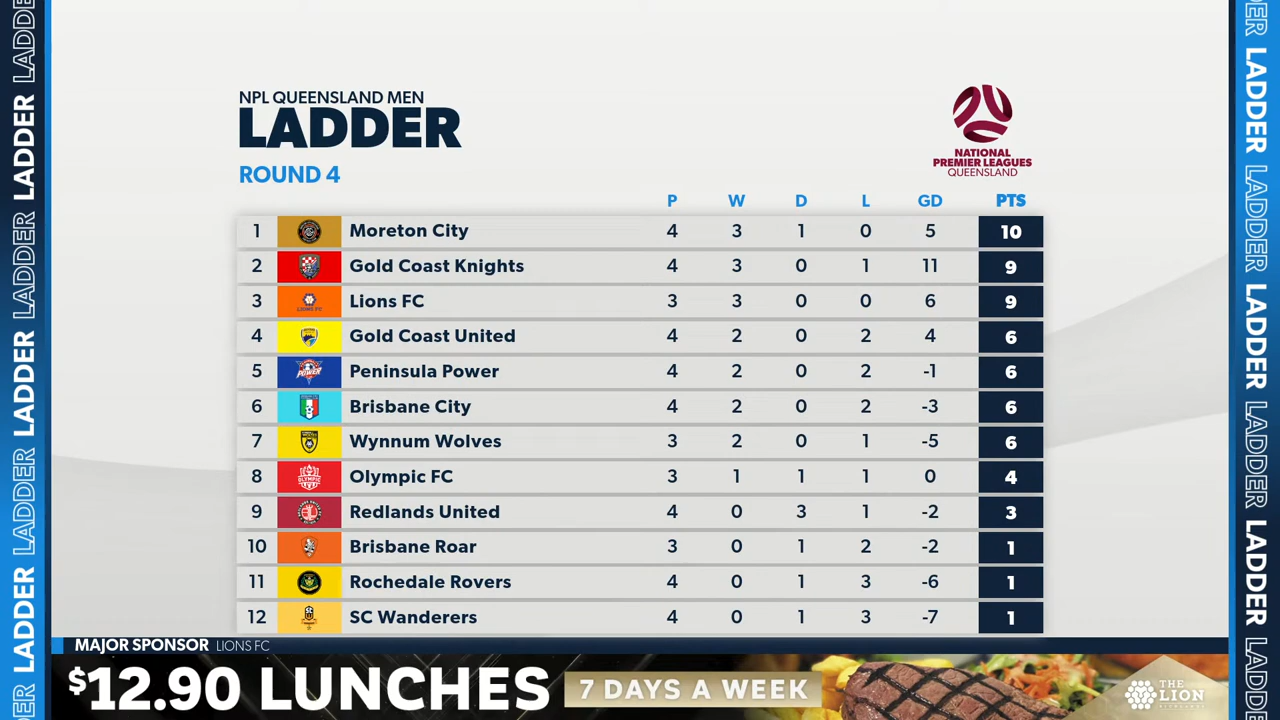 NPL QUEENSLAND MEN
LADDER
ROUND 4
NATIONAL
PREMIER LEAGUES
QUEENSLAND
P W D L GD PTS
1 Moreton City 4 3 1 0 5 10
2 Gold Coast Knights 4 3 0 1 11 9
3 LIONS FC Lions FC 3 3 0 0 6 9
4 Gold Coast United 4 2 0 2 4 6
5 POWER Peninsula Power 4 2 0 2 -1 6
6 Brisbane City 4 2 0 2 -3 6
7 Wynnum Wolves 3 2 0 1 -5 6
8 OLYMPIC Olympic FC 3 1 1 1 0 4
9 Redlands United 4 0 3 1 -2 3
10 Brisbane Roar 3 0 1 2 -2 1
11 Rochedale Rovers 4 0 1 3 -6 1
12 SC Wanderers 4 0 1 3 -7 1
MAJOR SPONSOR LIONS FC
$12.90 LUNCHES 7 DAYS A WEEK
THE
LION
LADDER LADDER LADDER LADDER LADDER LADDER LADDER
LADDER LADDER LADDER LADDER LADDER LADDER